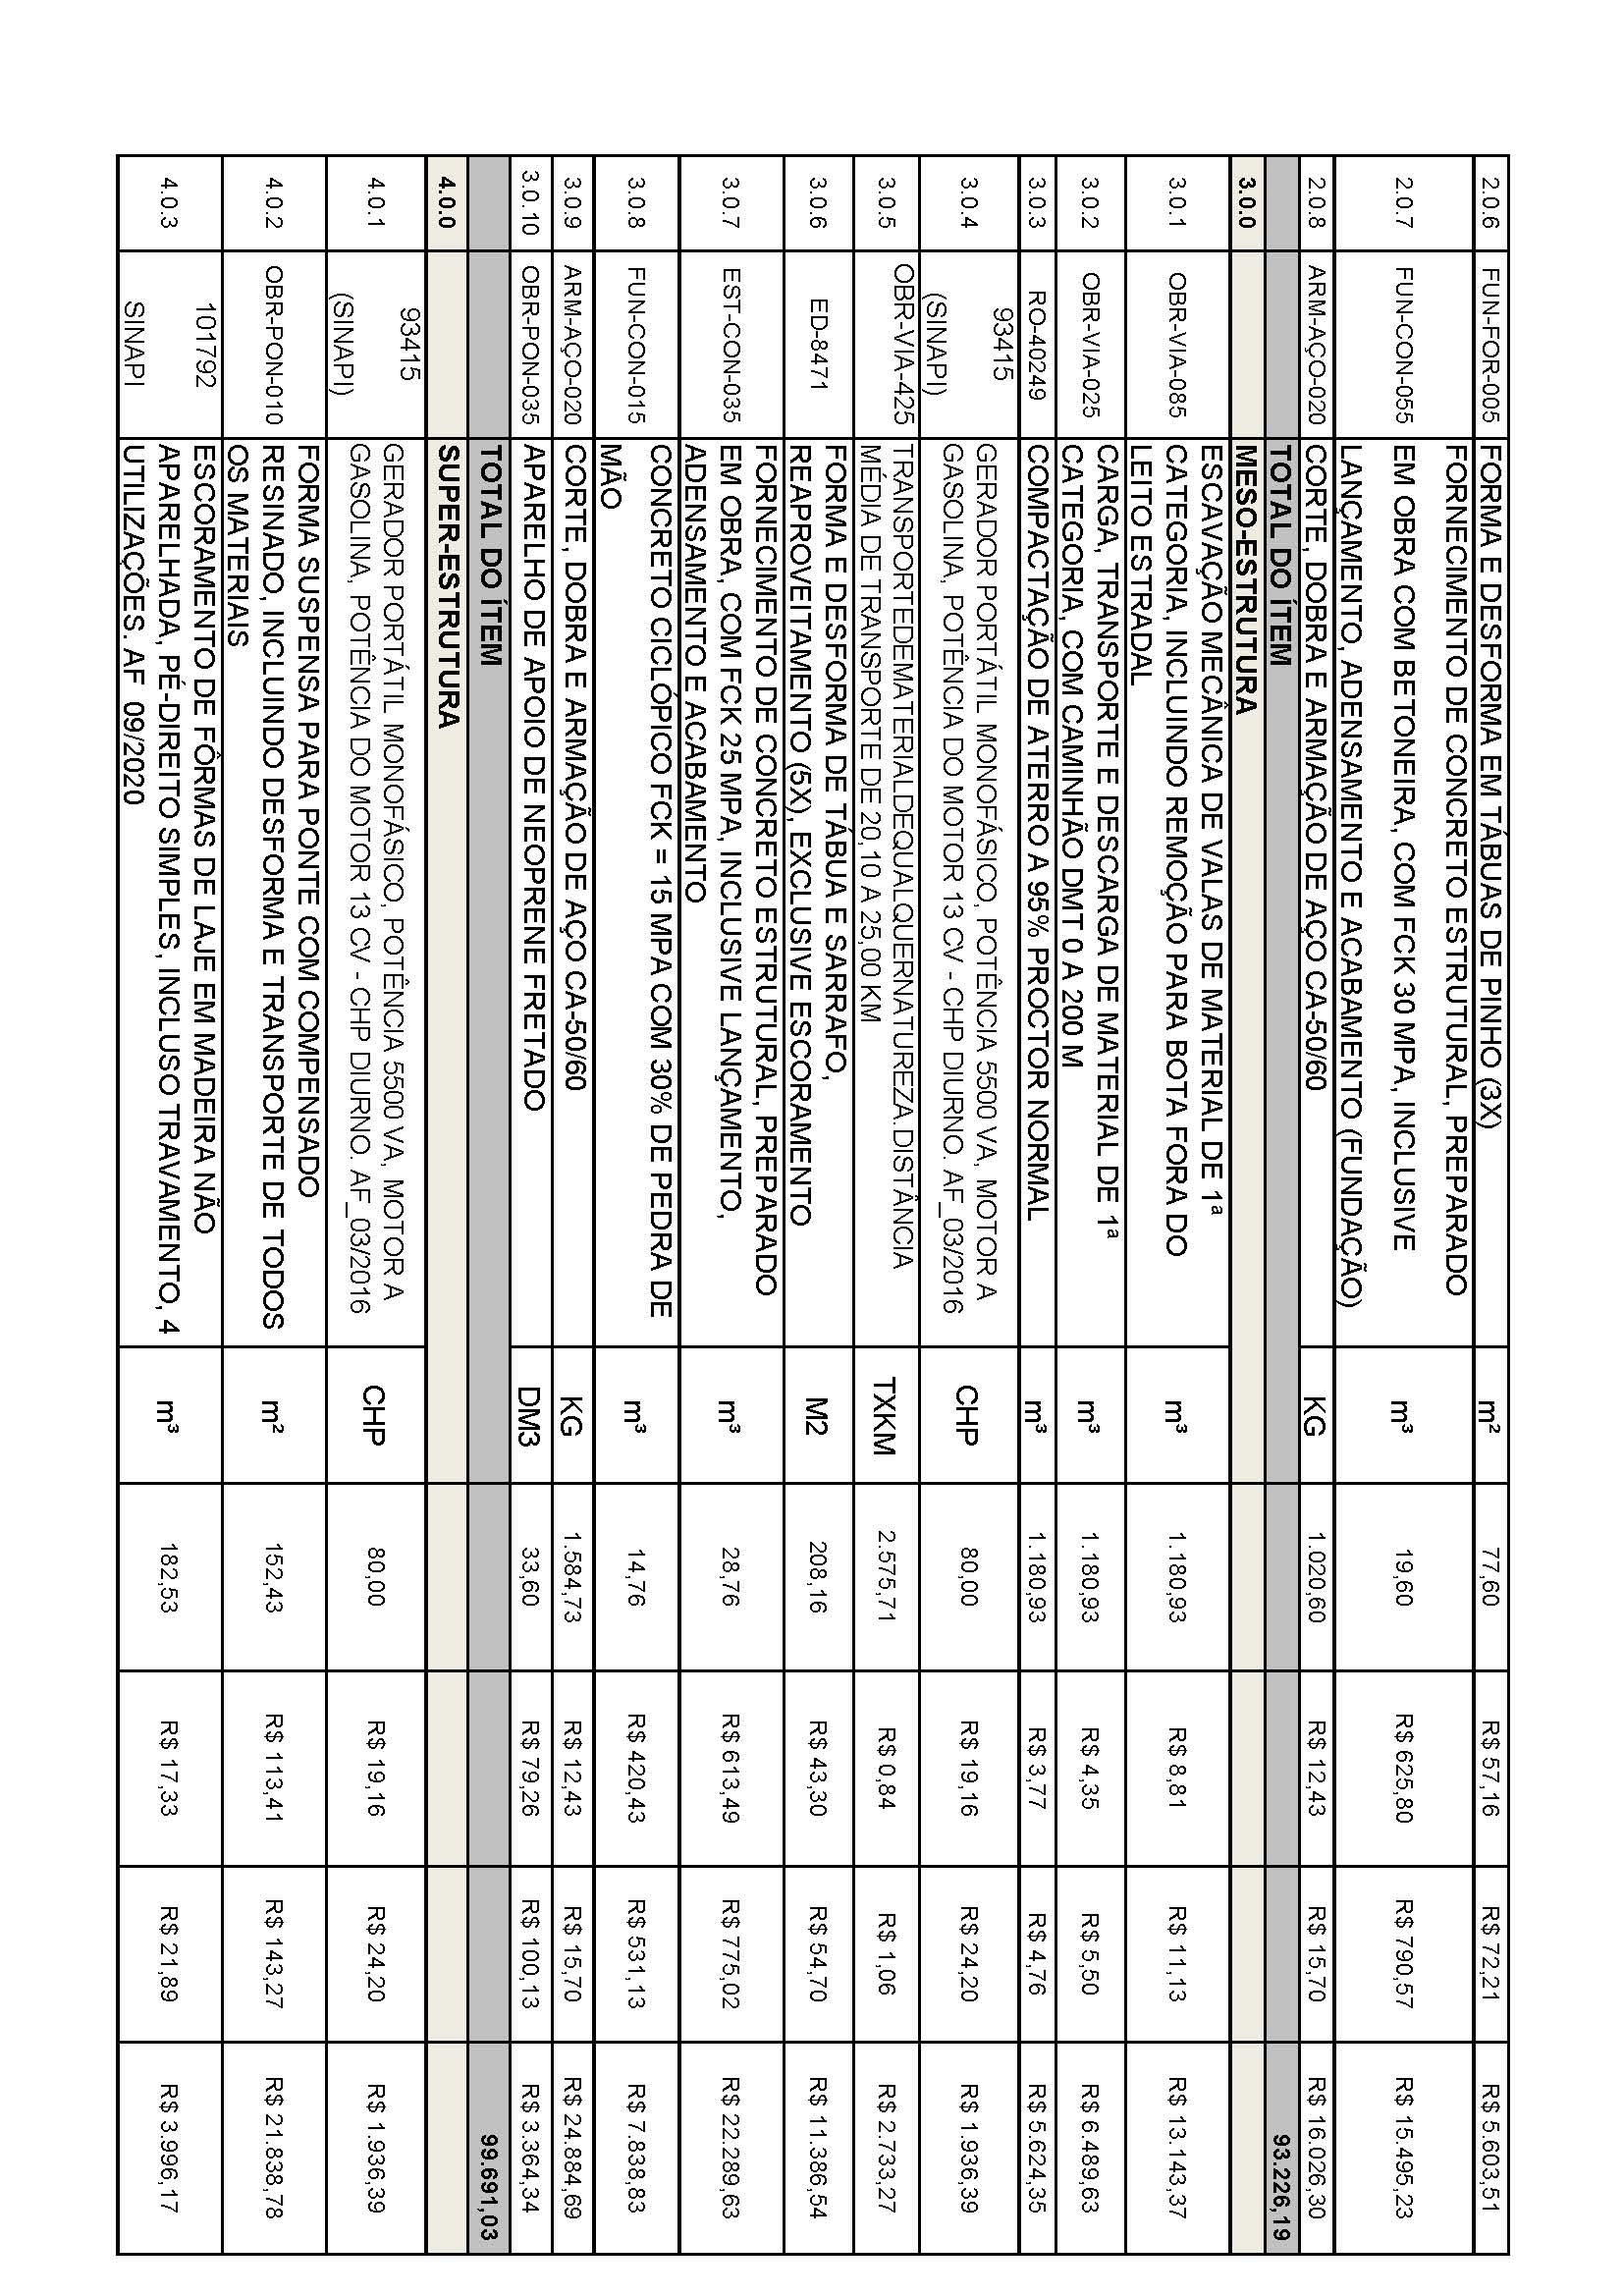 2.0.6 FUN-FOR-005 FORMA E DESFORMA EM TÁBUAS DE PINHO (3X) m² 77,60 R$ 57,16 R$ 72,21 R$ 5.603,51
2.0.7 FUN-CON-055 FORNECIMENTO DE CONCRETO ESTRUTURAL, PREPARADO
EM OBRA COM BETONEIRA, COM FCK 30 MPA, INCLUSIVE
LANÇAMENTO, ADENSAMENTO E ACABAMENTO (FUNDAÇÃO) m³ 19,60 R$ 625,80 R$ 790,57 R$ 15.495,23
2.0.8 ARM-AÇO-020 CORTE, DOBRA E ARMAÇÃO DE AÇO CA-50/60 KG 1.020,60 R$ 12,43 R$ 15,70 R$ 16.026,30
TOTAL DO ÍTEM 93.226,19
3.0.0 MESO-ESTRUTURA
3.0.1 OBR-VIA-085 ESCAVAÇÃO MECÂNICA DE VALAS DE MATERIAL DE 1ª
CATEGORIA, INCLUINDO REMOÇÃO PARA BOTA FORA DO
LEITO ESTRADAL m³ 1.180,93 R$ 8,81 R$ 11,13 R$ 13.143,37
3.0.2 OBR-VIA-025 CARGA, TRANSPORTE E DESCARGA DE MATERIAL DE 1ª
CATEGORIA, COM CAMINHÃO DMT 0 A 200 M m³ 1.180,93 R$ 4,35 R$ 5,50 R$ 6.489,63
3.0.3 RO-40249 COMPACTAÇÃO DE ATERRO A 95% PROCTOR NORMAL m³ 1.180,93 R$ 3,77 R$ 4,76 R$ 5.624,35
3.0.4 93415
(SINAPI) GERADOR PORTÁTIL MONOFÁSICO, POTÊNCIA 5500 VA, MOTOR A
GASOLINA, POTÊNCIA DO MOTOR 13 CV - CHP DIURNO. AF_03/2016 CHP 80,00 R$ 19,16 R$ 24,20 R$ 1.936,39
3.0.5 OBR-VIA-425 TRANSPORTEDEMATERIALDEQUALQUERNATUREZA.DISTÂNCIA
MÉDIA DE TRANSPORTE DE 20,10 A 25,00 KM TXKM 2.575,71 R$ 0,84 R$ 1,06 R$ 2.733,27
3.0.6 ED-8471 FORMA E DESFORMA DE TÁBUA E SARRAFO,
REAPROVEITAMENTO (5X), EXCLUSIVE ESCORAMENTO M2 208,16 R$ 43,30 R$ 54,70 R$ 11.386,54
3.0.7 EST-CON-035 FORNECIMENTO DE CONCRETO ESTRUTURAL, PREPARADO
EM OBRA, COM FCK 25 MPA, INCLUSIVE LANÇAMENTO,
ADENSAMENTO E ACABAMENTO m³ 28,76 R$ 613,49 R$ 775,02 R$ 22.289,63
3.0.8 FUN-CON-015 CONCRETO CICLÓPICO FCK = 15 MPA COM 30% DE PEDRA DE
MÃO m³ 14,76 R$ 420,43 R$ 531,13 R$ 7.838,83
3.0.9 ARM-AÇO-020 CORTE, DOBRA E ARMAÇÃO DE AÇO CA-50/60 KG 1.584,73 R$ 12,43 R$ 15,70 R$ 24.884,69
3.0.10 OBR-PON-035 APARELHO DE APOIO DE NEOPRENE FRETADO DM3 33,60 R$ 79,26 R$ 100,13 R$ 3.364,34
TOTAL DO ÍTEM 99.691,03
4.0.0 SUPER-ESTRUTURA
4.0.1 93415
(SINAPI) GERADOR PORTÁTIL MONOFÁSICO, POTÊNCIA 5500 VA, MOTOR A
GASOLINA, POTÊNCIA DO MOTOR 13 CV - CHP DIURNO. AF_03/2016 CHP 80,00 R$ 19,16 R$ 24,20 R$ 1.936,39
4.0.2 OBR-PON-010 FORMA SUSPENSA PARA PONTE COM COMPENSADO
RESINADO, INCLUINDO DESFORMA E TRANSPORTE DE TODOS
OS MATERIAIS m² 152,43 R$ 113,41 R$ 143,27 R$ 21.838,78
4.0.3 101792
SINAPI ESCORAMENTO DE FÔRMAS DE LAJE EM MADEIRA NÃO
APARELHADA, PÉ-DIREITO SIMPLES, INCLUSO TRAVAMENTO, 4
UTILIZAÇÕES. AF 09/2020 m³ 182,53 R$ 17,33 R$ 21,89 R$ 3.996,17